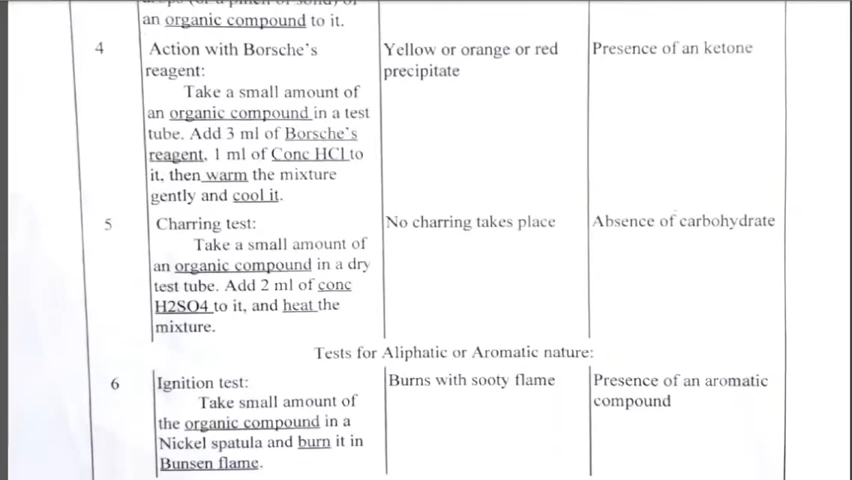 an organic compound to it.
4 Action with Borsche's Yellow or orange or red Presence of an ketone
reagent: precipitate
Take a small amount of
an organic compound in a test
tube. Add 3 ml of Borsche's
reagent, 1 ml of Conc HCl to
it, then warm the mixture
gently and cool it.
5 Charring test: No charring takes place Absence of carbohydrate
Take a small amount of
an organic compound in a dry
test tube. Add 2 ml of conc
H2SO4 to it, and heat the
mixture.
Tests for Aliphatic or Aromatic nature:
6 Ignition test: Burns with sooty flame Presence of an aromatic
Take small amount of compound
the organic compound in a
Nickel spatula and burn it in
Bunsen flame.